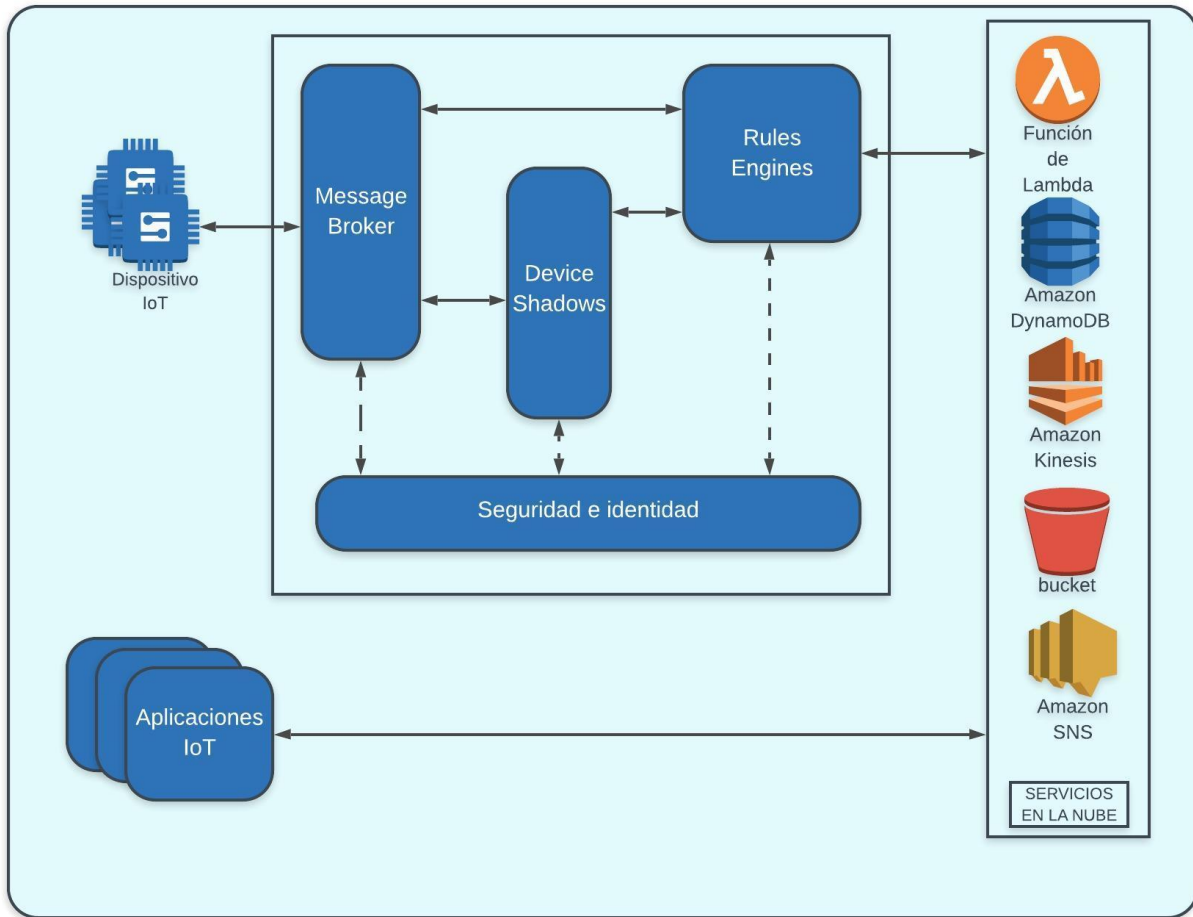 Message
Broker
Rules
Engines
Device
Shadows
Dispositivo
IoT
Seguridad e identidad
Aplicaciones
IoT
Función
de
Lambda
Amazon
DynamoDB
Amazon
Kinesis
bucket
Amazon
SNS
SERVICIOS
EN LA NUBE